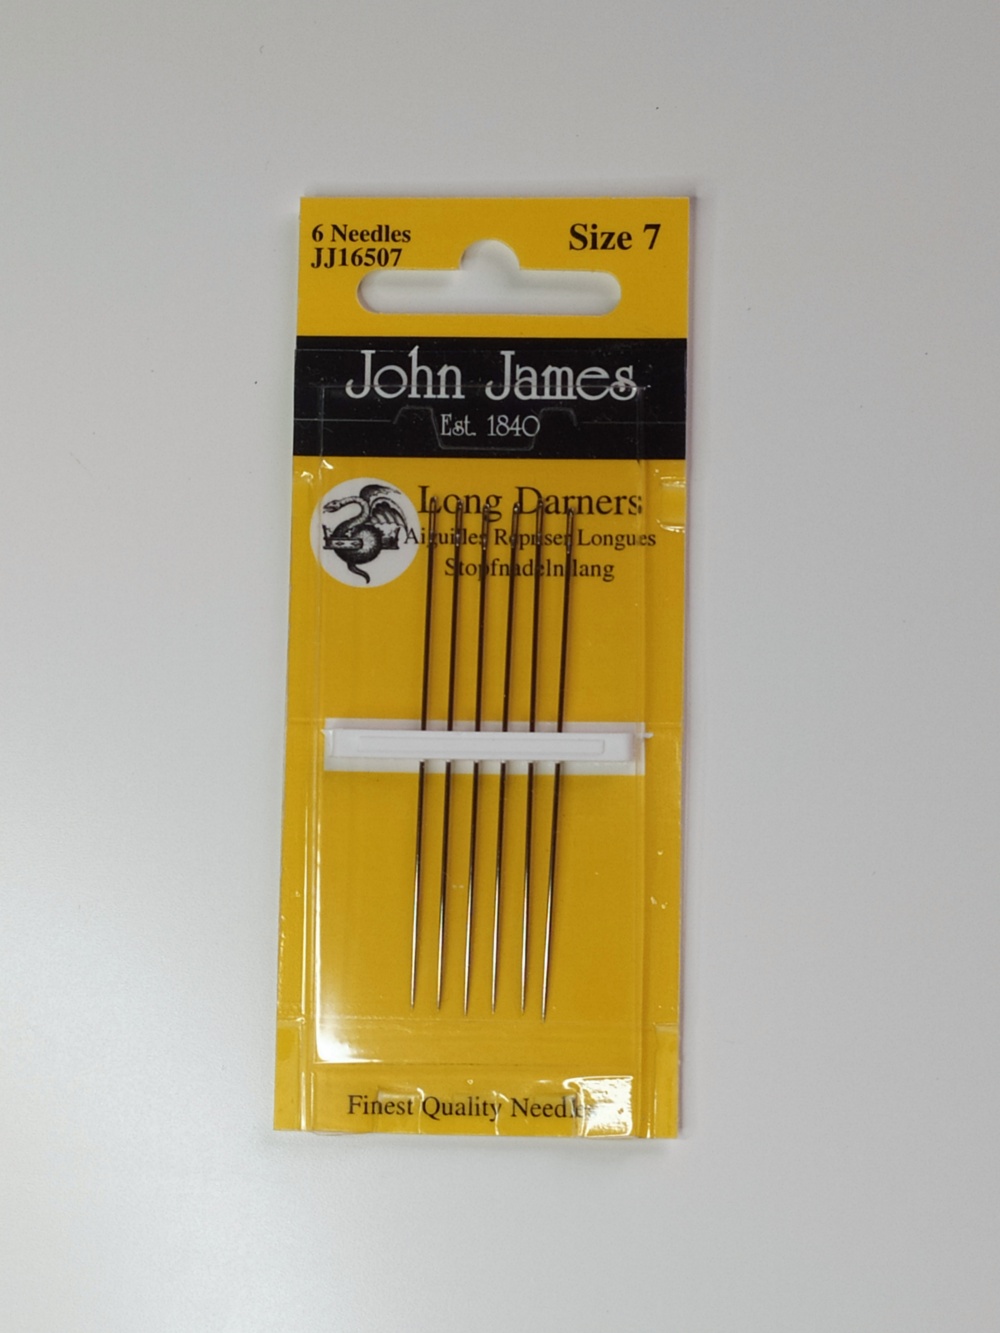 6 Needles
JJ16507
Size 7
John James
Est. 1840
Long Darners
Aiguilles Repriser Longues
Stopfnadeln lang
Finest Quality Needles